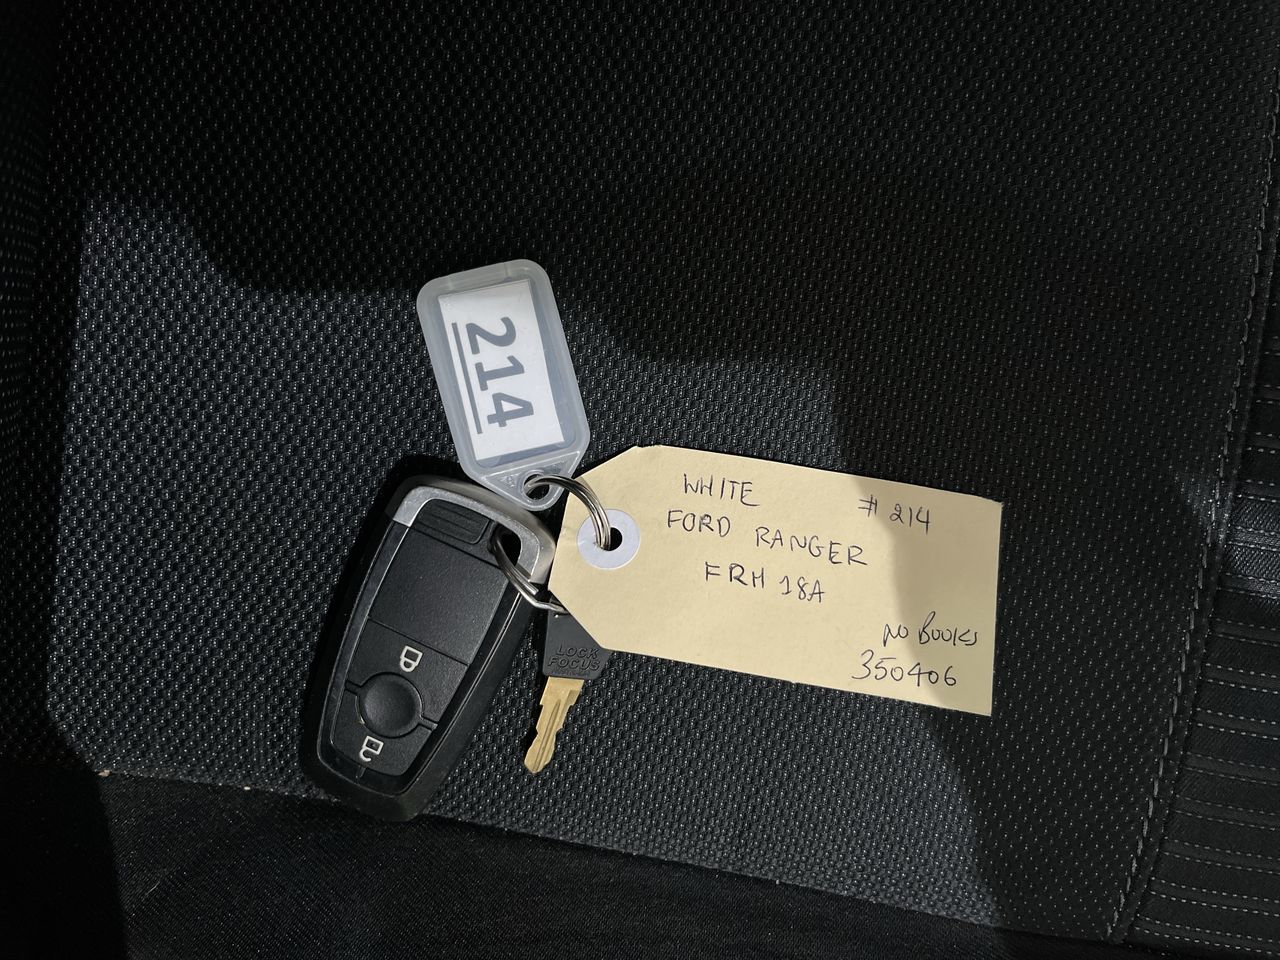 214
WHITE
# 214
FORD RANGER
FRH 18A
NO BOOKS
350406
LOCK
FOCUS